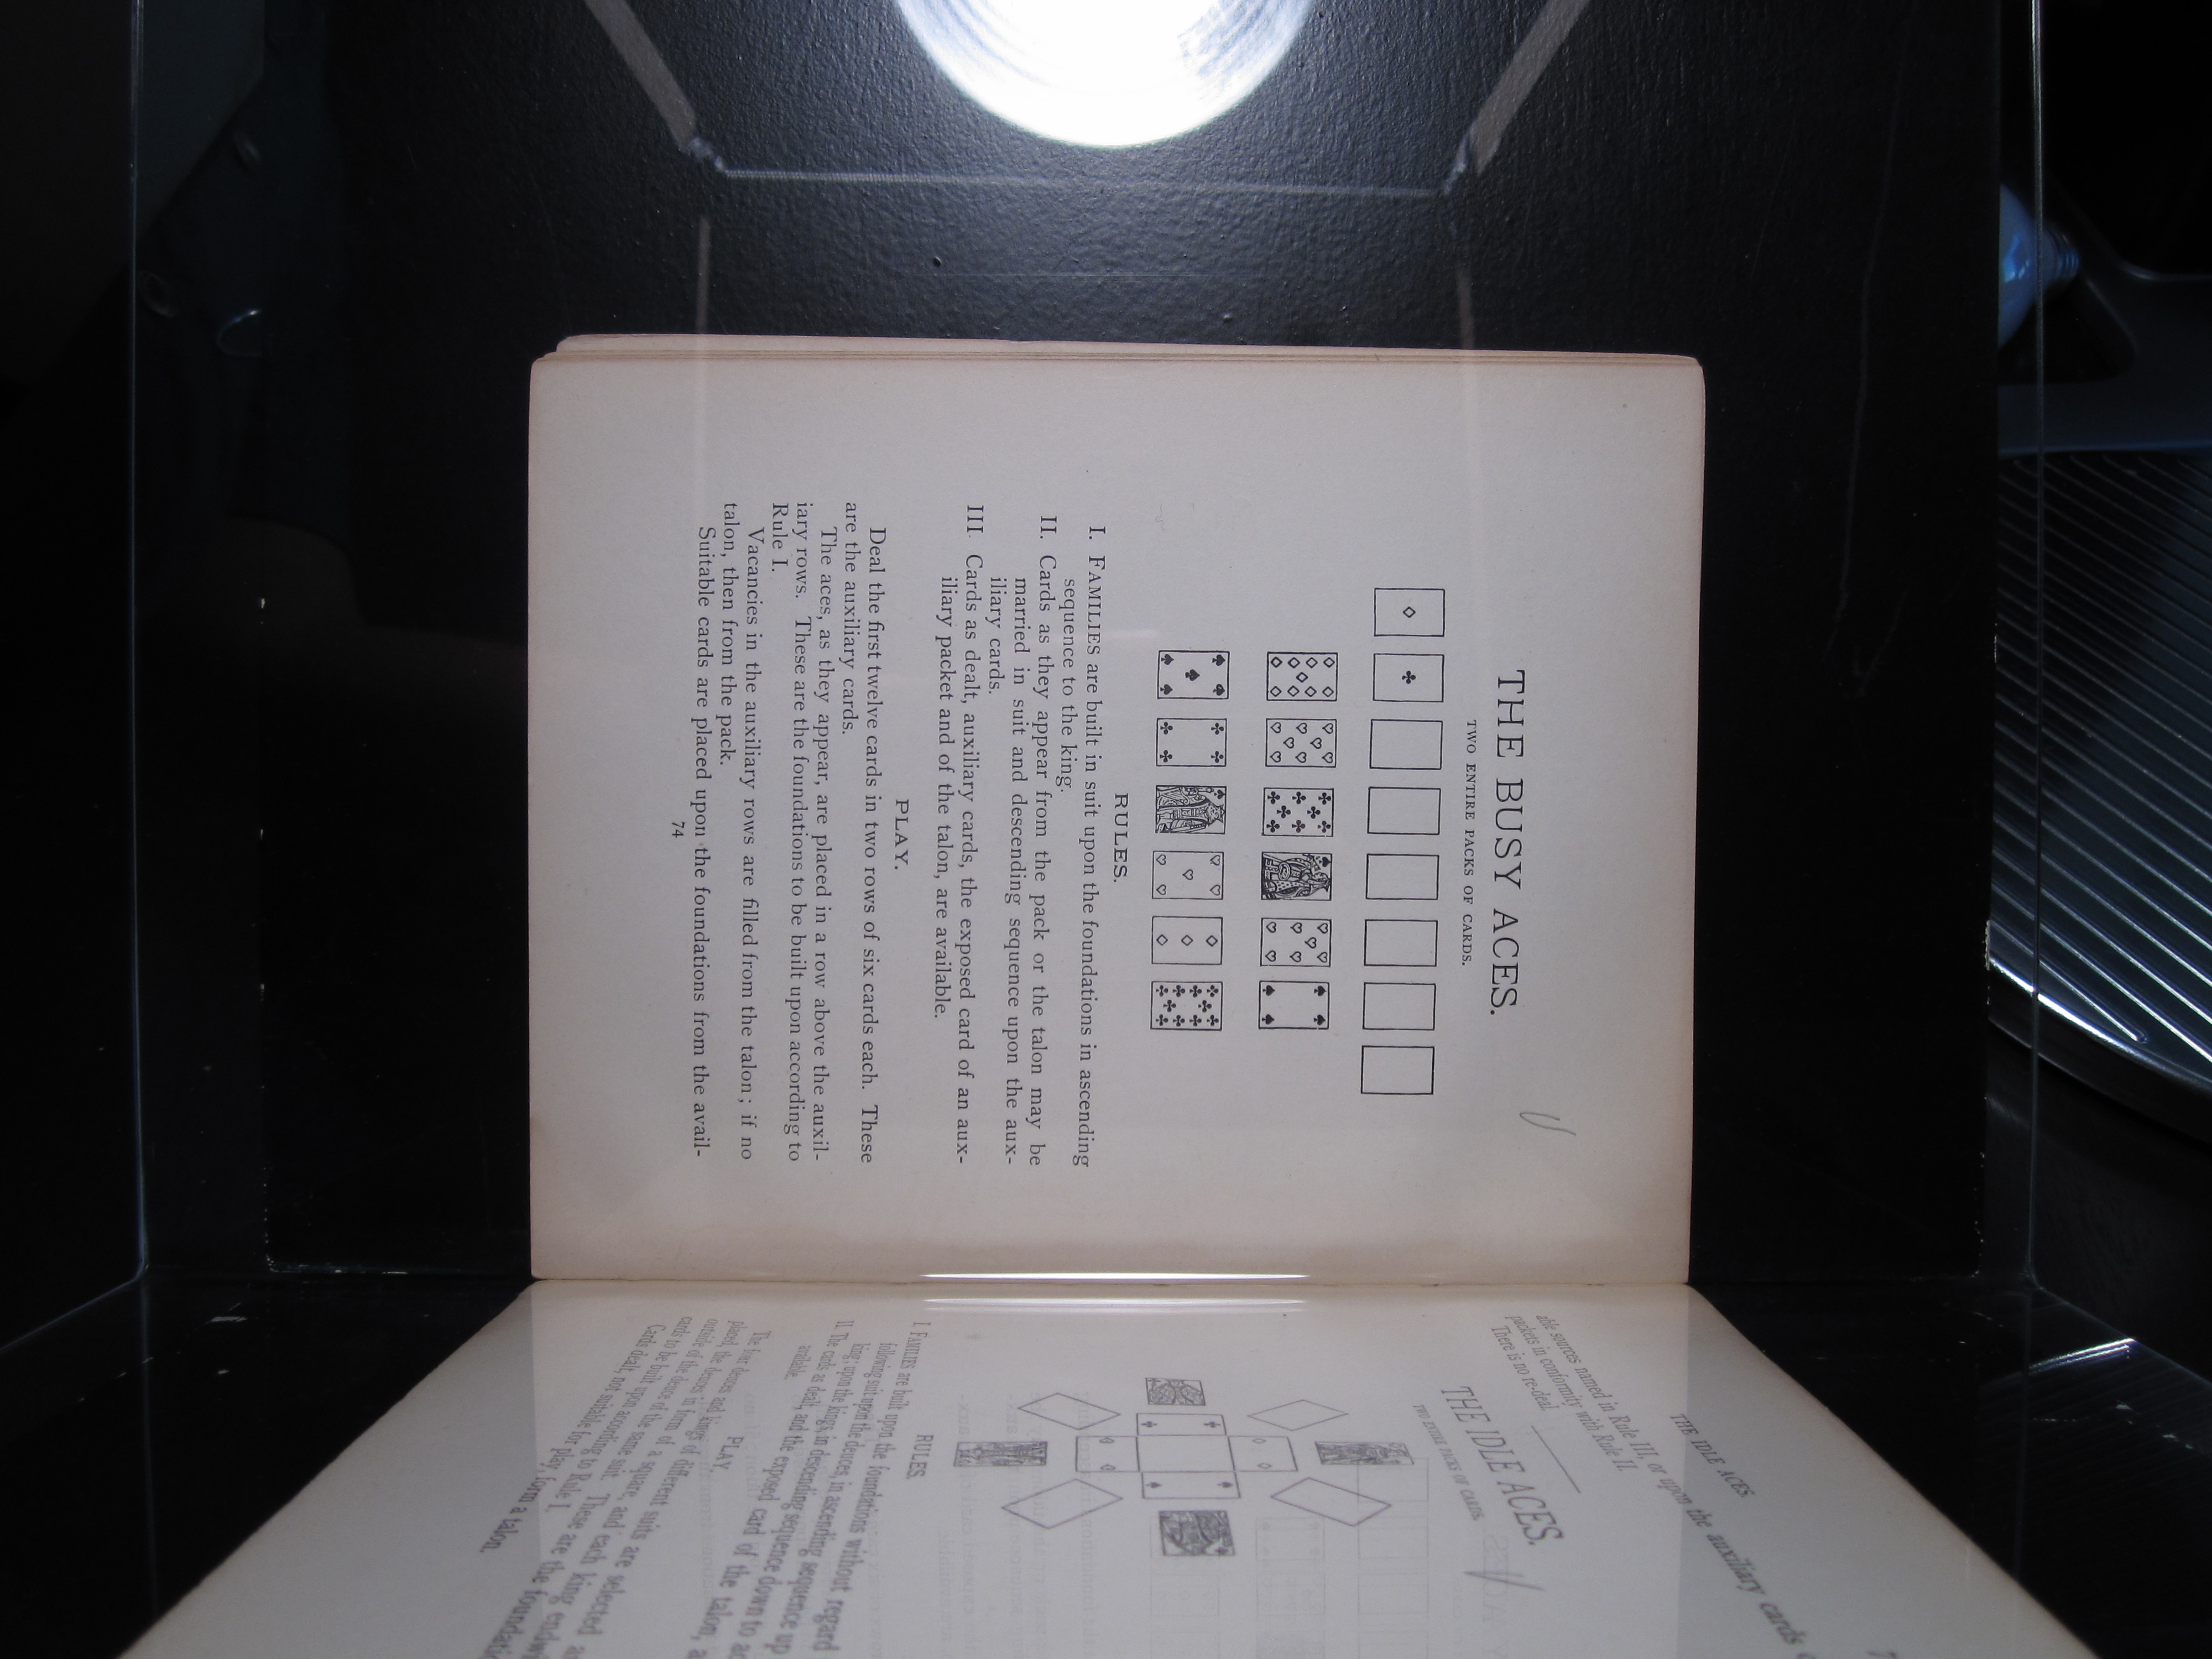 THE BUSY ACES.
TWO ENTIRE PACKS OF CARDS.
RULES.
I. FAMILIES are built in suit upon the foundations in ascending
sequence to the king.
II. Cards as they appear from the pack or the talon may be
married in suit and descending sequence upon the aux-
iliary cards.
III. Cards as dealt, auxiliary cards, the exposed card of an aux-
iliary packet and of the talon, are available.
PLAY.
Deal the first twelve cards in two rows of six cards each. These
are the auxiliary cards.
The aces, as they appear, are placed in a row above the auxil-
iary rows. These are the foundations to be built upon according to
Rule I.
Vacancies in the auxiliary rows are filled from the talon; if no
talon, then from the pack.
Suitable cards are placed upon the foundations from the avail-
74
THE IDLE ACES.
able sources named in Rule III, or upon the auxiliary cards
packets in conformity with Rule II.
There is no re-deal.
THE IDLE ACES.
TWO ENTIRE PACKS OF CARDS.
RULES.
I. FAMILIES are built upon the foundations without regard
following suit upon the deuces, in ascending sequence up
king; upon the kings, in descending sequence down to
II. The cards as dealt, and the exposed card of the talon,
available.
PLAY.
The four deuces and kings of different suits are selected
placed, the deuces in form of a square, and each king endwi
outside of the deuce of the same suit. These are the foundati
cards to be built upon according to Rule I.
Cards dealt, not suitable for play, form a talon.